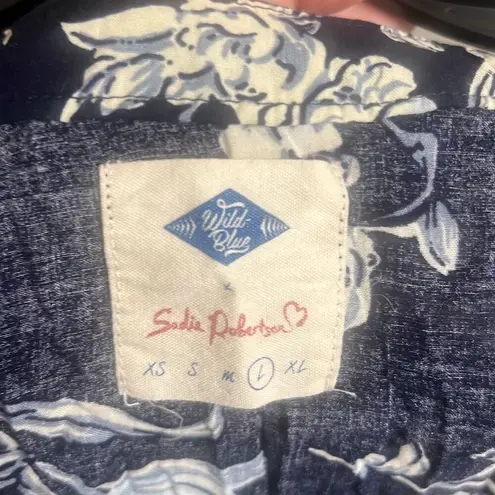 Wild-
Blue
x
Sadie Robertson
XS S M L XL